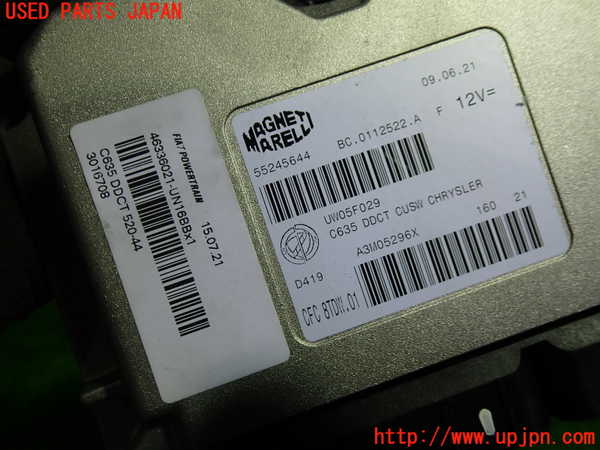 USED PARTS JAPAN
FIAT POWERTRAIN
15.07.21
46336021-UN16BBx1
C635 DDCT 520-44
3016708
MAGNETI
MARELLI
09.06.21
55245644
BC.0112522.A
F 12V=
UW05F029
C635 DDCT CUSW CHRYSLER
D419
A3M05296X
160 21
CFC 87DW.01
http://www.upjpn.com/